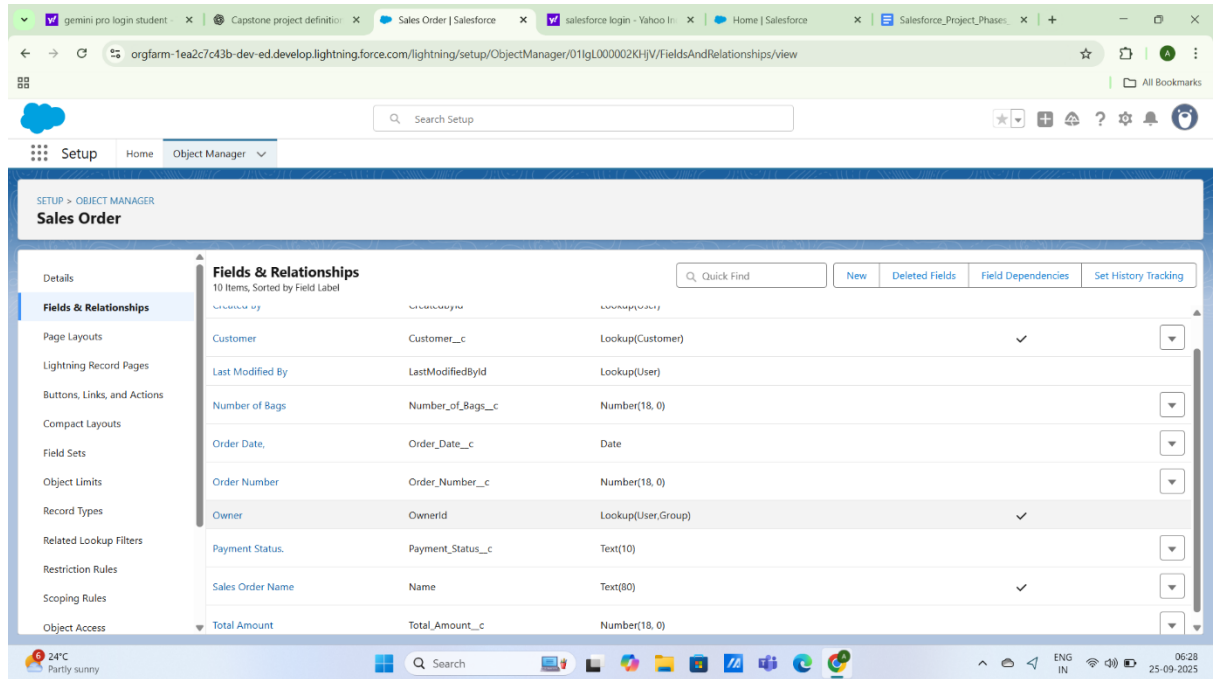 gemini pro login student -
Capstone project definition
Sales Order | Salesforce
salesforce login - Yahoo In
Home | Salesforce
Salesforce_Project_Phases_
orgfarm-1ea2c7c43b-dev-ed.develop.lightning.force.com/lightning/setup/ObjectManager/01IgL000002KHjV/FieldsAndRelationships/view
A
All Bookmarks
Search Setup
Setup Home Object Manager
SETUP > OBJECT MANAGER
Sales Order
Details
Fields & Relationships
Page Layouts
Lightning Record Pages
Buttons, Links, and Actions
Compact Layouts
Field Sets
Object Limits
Record Types
Related Lookup Filters
Restriction Rules
Scoping Rules
Object Access
Fields & Relationships
10 Items, Sorted by Field Label
Quick Find
New Deleted Fields Field Dependencies Set History Tracking
Created By CreatedById Lookup(User)
Customer Customer__c Lookup(Customer)
Last Modified By LastModifiedById Lookup(User)
Number of Bags Number_of_Bags__c Number(18, 0)
Order Date, Order_Date__c Date
Order Number Order_Number__c Number(18, 0)
Owner OwnerId Lookup(User,Group)
Payment Status. Payment_Status__c Text(10)
Sales Order Name Name Text(80)
Total Amount Total_Amount__c Number(18, 0)
6
24°C
Partly sunny
Search
A
ENG
IN
06:28
25-09-2025